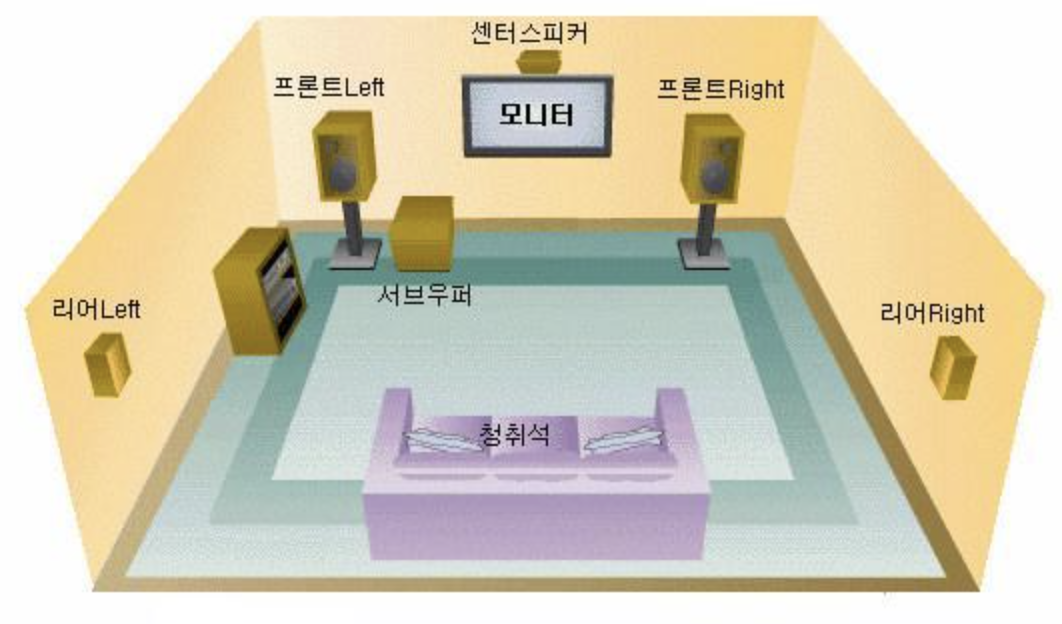 센터스피커
프론트Left
프론트Right
모니터
서브우퍼
리어Left
리어Right
청취석